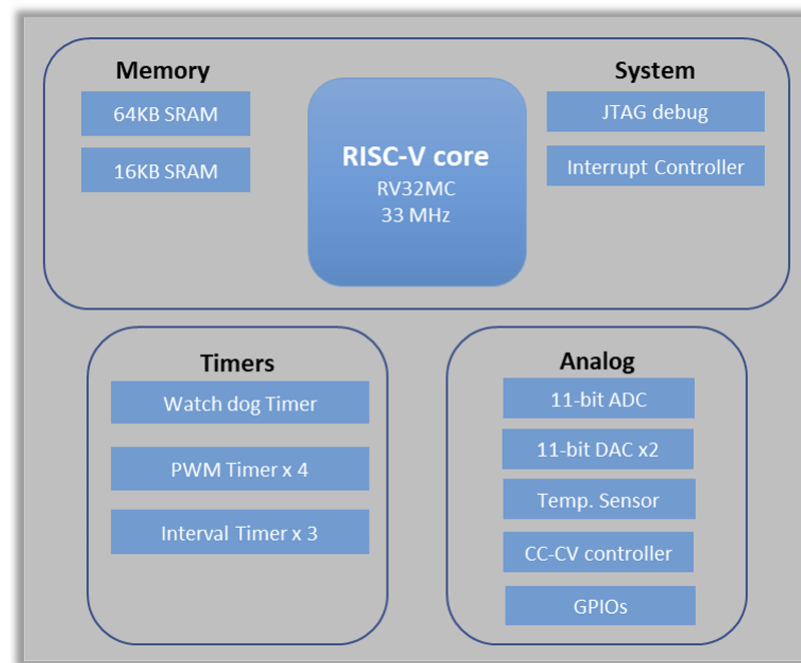 Memory
64KB SRAM
16KB SRAM
RISC-V core
RV32MC
33 MHz
System
JTAG debug
Interrupt Controller
Timers
Watch dog Timer
PWM Timer x 4
Interval Timer x 3
Analog
11-bit ADC
11-bit DAC x2
Temp. Sensor
CC-CV controller
GPIOs